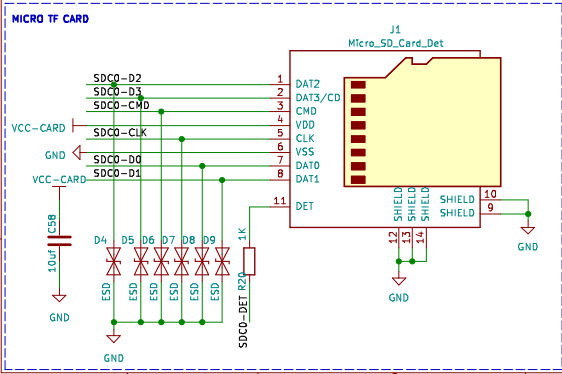 MICRO TF CARD
J1
Micro_SD_Card_Det
SDC0-D2
1
DAT2
SDC0-D3
2
DAT3/CD
SDC0-CMD
3
CMD
VCC-CARD
4
VDD
SDC0-CLK
5
CLK
GND
6
VSS
SDC0-D0
7
DAT0
SDC0-D1
8
DAT1
VCC-CARD
11
DET
SHIELD
SHIELD
SHIELD
SHIELD
10
SHIELD
9
12
13
14
GND
GND
C58
10uf
GND
D4
D5
D6
D7
D8
D9
ESD
ESD
ESD
ESD
ESD
ESD
GND
1K
R20
SDC0-DET